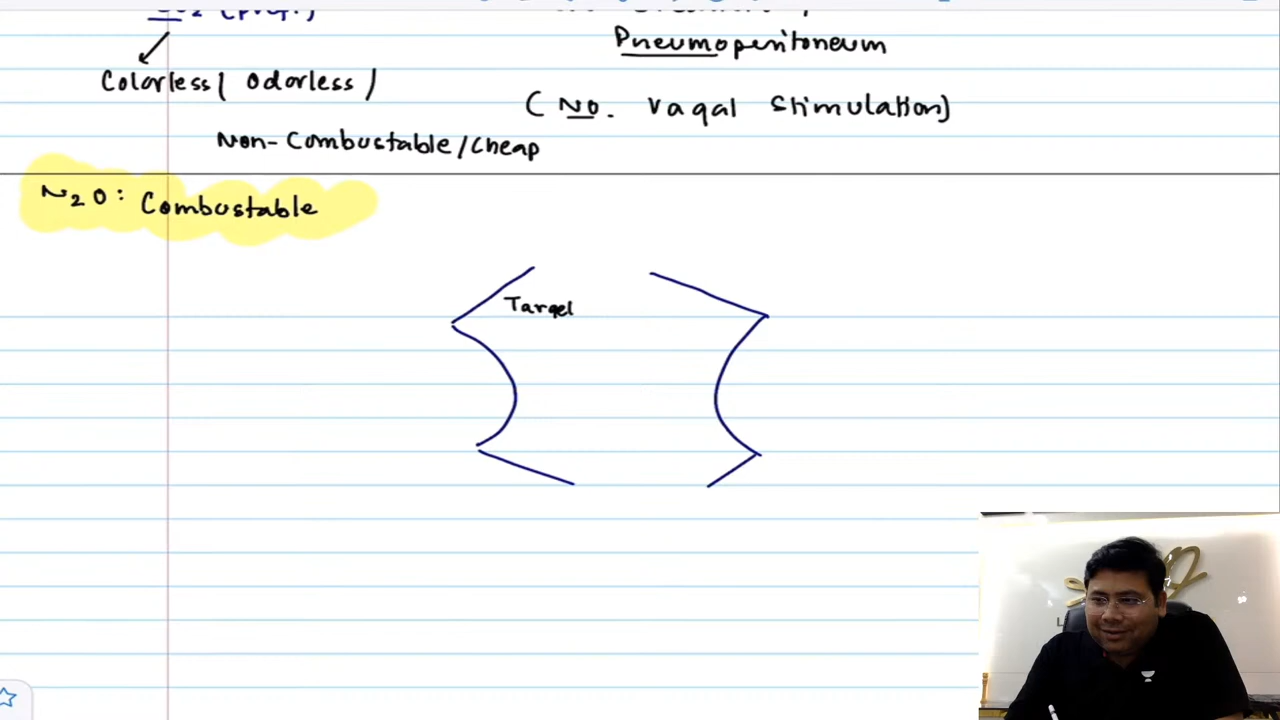 Pneumoperitoneum
Colorless / Odorless /
(No. Vagal Stimulation)
Non-Combustable/Cheap
N2O: Combustable
Target